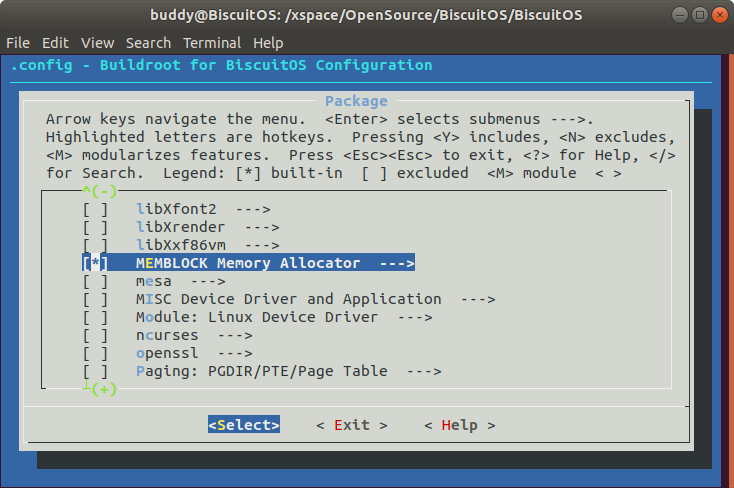 buddy@BiscuitOS: /xspace/OpenSource/BiscuitOS/BiscuitOS
File Edit View Search Terminal Help
.config - Buildroot for BiscuitOS Configuration
Package
Arrow keys navigate the menu. <Enter> selects submenus --->.
Highlighted letters are hotkeys. Pressing <Y> includes, <N> excludes,
<M> modularizes features. Press <Esc><Esc> to exit, <?> for Help, </>
for Search. Legend: [*] built-in [ ] excluded <M> module < >
^(-)
[ ] libXfont2 --->
[ ] libXrender --->
[ ] libXxf86vm --->
[*] MEMBLOCK Memory Allocator --->
[ ] mesa --->
[ ] MISC Device Driver and Application --->
[ ] Module: Linux Device Driver --->
[ ] ncurses --->
[ ] openssl --->
[ ] Paging: PGDIR/PTE/Page Table --->
(+)
<Select> < Exit > < Help >